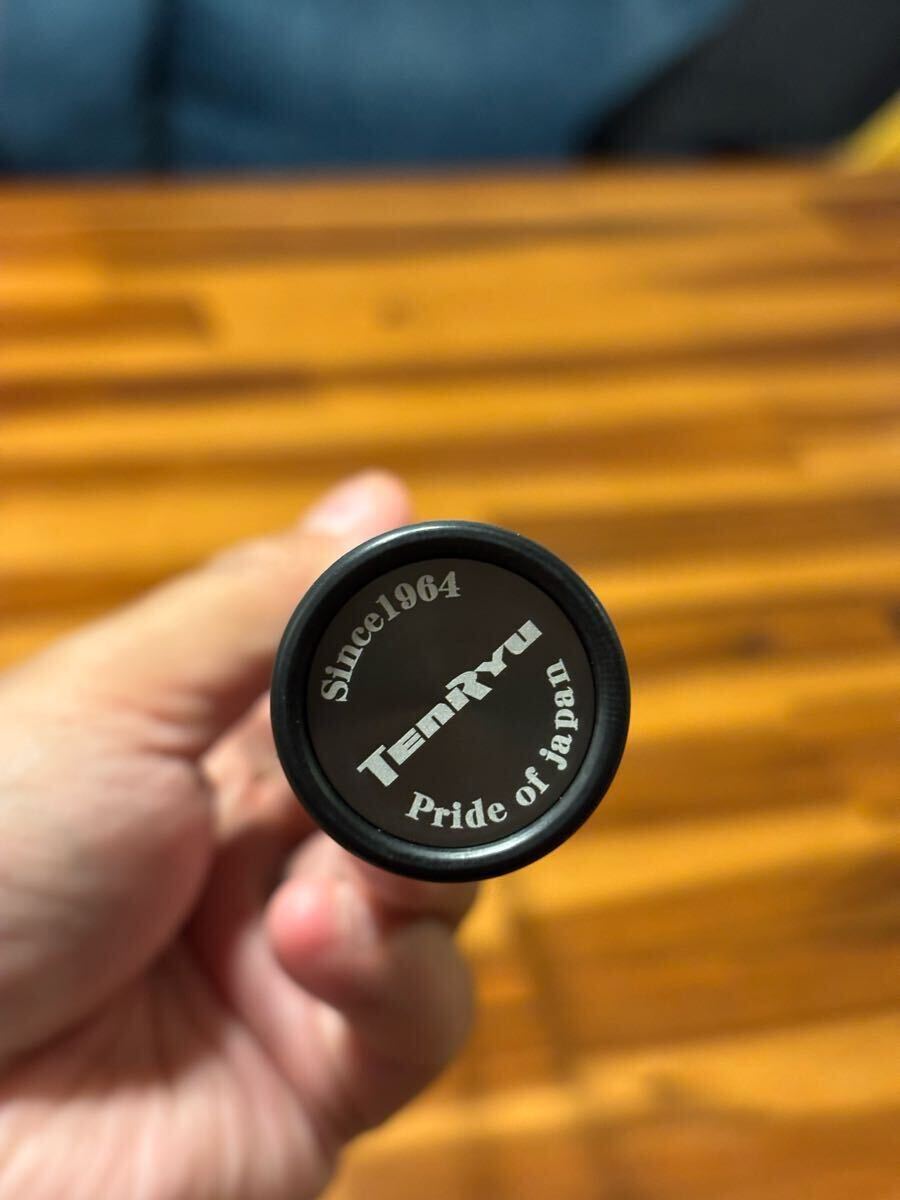 Since1964
TenRyu
Pride of japan